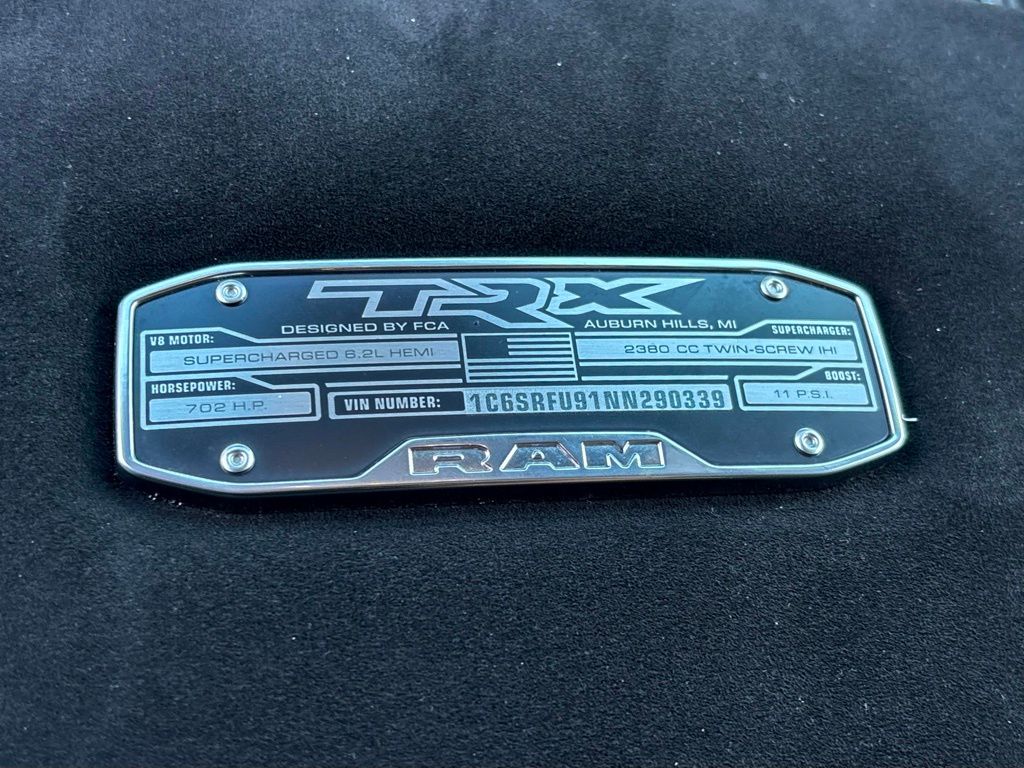 TRX
DESIGNED BY FCA AUBURN HILLS, MI
V8 MOTOR:
SUPERCHARGED 6.2L HEMI
SUPERCHARGER:
2380 CC TWIN-SCREW IHI
HORSEPOWER:
702 H.P.
VIN NUMBER: 1C6SRFU91NN290339
BOOST:
11 P.S.I.
RAM